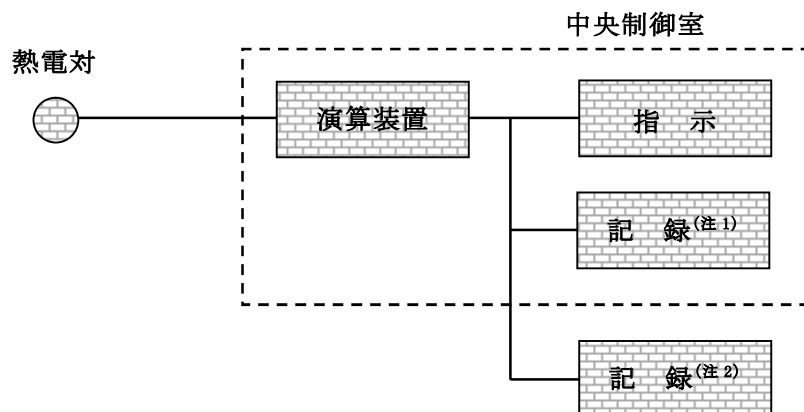 中央制御室
熱電対
演算装置
指 示
記 録(注1)
記 録(注2)